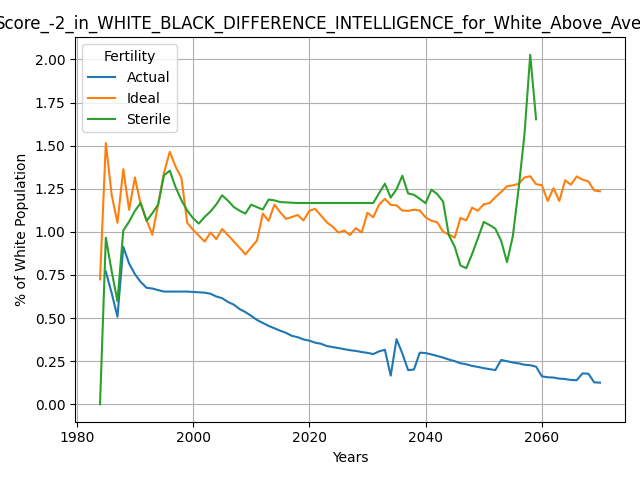 Score_-2_in_WHITE_BLACK_DIFFERENCE_INTELLIGENCE_for_White_Above_Ave
Fertility
Actual
Ideal
Sterile
2.00
1.75
1.50
1.25
1.00
0.75
0.50
0.25
0.00
% of White Population
1980 2000 2020 2040 2060
Years